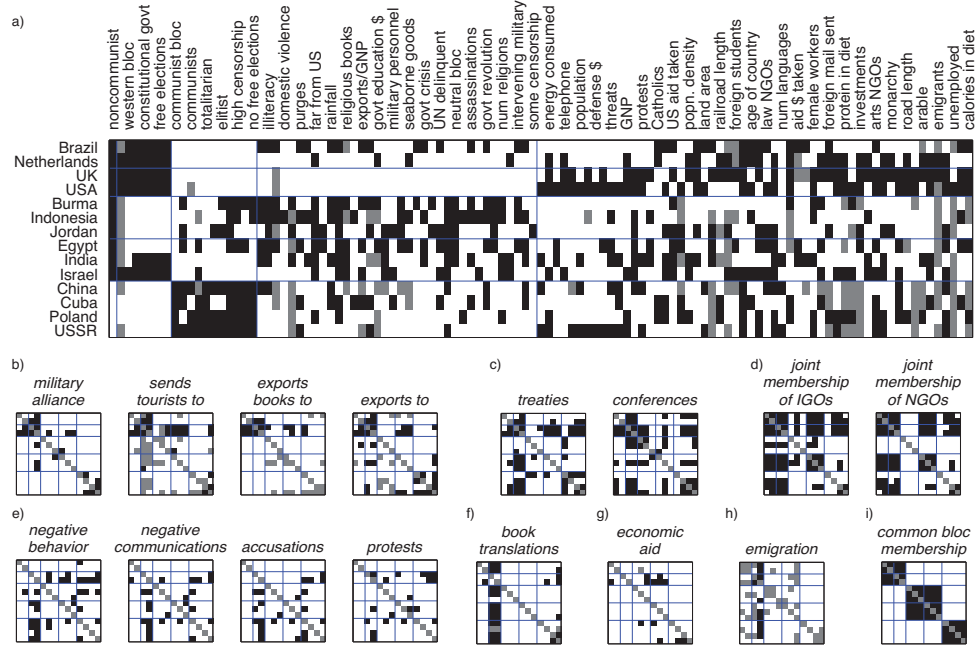 a)
noncommunist
western bloc
constitutional govt
free elections
communist bloc
communists
totalitarian
elitist
high censorship
no free elections
illiteracy
domestic violence
purges
far from US
rainfall
religious books
exports/GNP
govt education $
military personnel
seaborne goods
govt crisis
UN delinquent
neutral bloc
assassinations
govt revolution
num religions
intervening military
some censorship
energy consumed
telephone
population
defense $
threats
GNP
protests
Catholics
US aid taken
popn. density
land area
railroad length
foreign students
age of country
law NGOs
num languages
aid $ taken
female workers
foreign mail sent
protein in diet
investments
arts NGOs
monarchy
road length
arable
emigrants
unemployed
calories in diet
Brazil
Netherlands
UK
USA
Burma
Indonesia
Jordan
Egypt
India
Israel
China
Cuba
Poland
USSR
b)
military
alliance
sends
tourists to
exports
books to
exports to
c)
treaties
conferences
d)
joint
membership
of IGOs
joint
membership
of NGOs
e)
negative
behavior
negative
communications
accusations
protests
f)
book
translations
g)
economic
aid
h)
emigration
i)
common bloc
membership